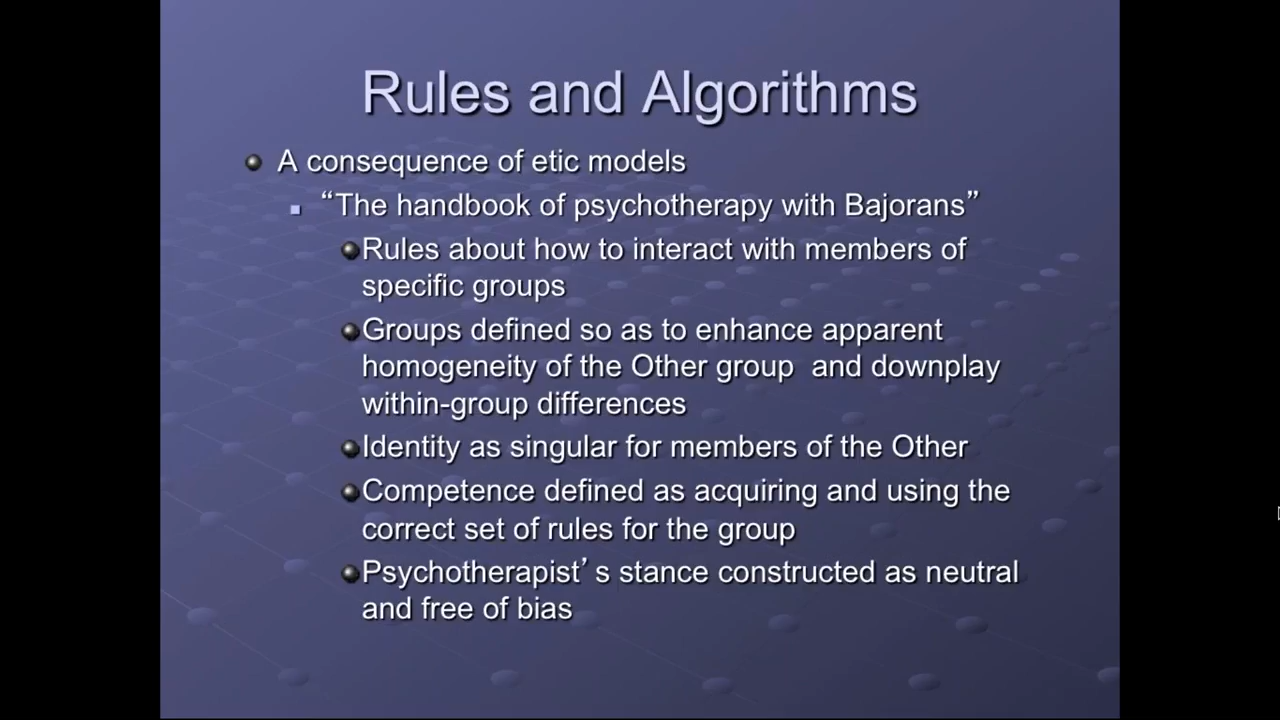 Rules and Algorithms
A consequence of etic models
“The handbook of psychotherapy with Bajorans”
Rules about how to interact with members of
specific groups
Groups defined so as to enhance apparent
homogeneity of the Other group  and downplay
within-group differences
Identity as singular for members of the Other
Competence defined as acquiring and using the
correct set of rules for the group
Psychotherapist’s stance constructed as neutral
and free of bias